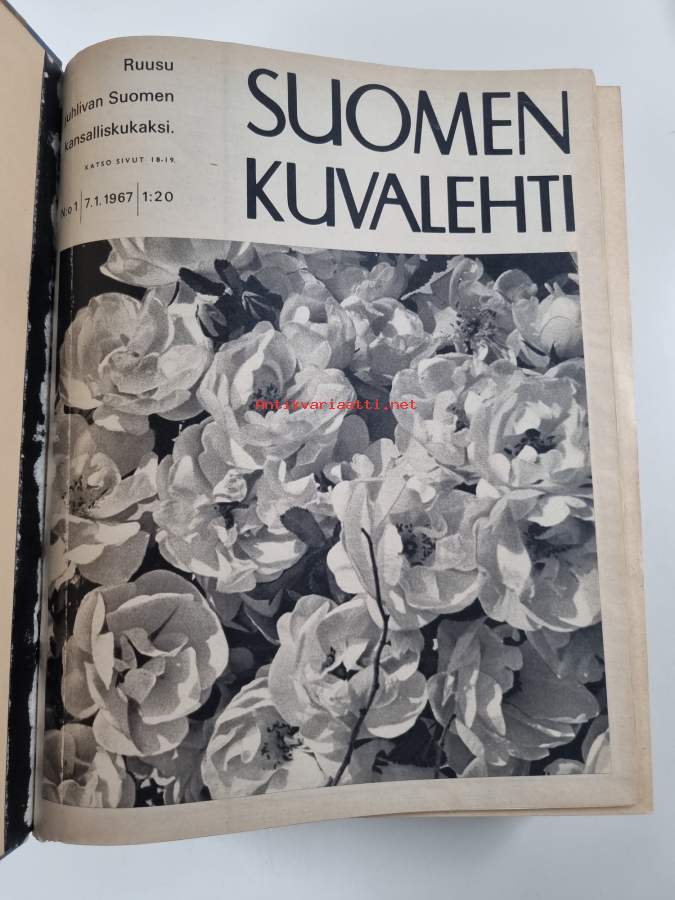 Ruusu
juhlivan Suomen
kansalliskukaksi.
KATSO SIVUT 18-19.
N:o 1 | 7.1.1967 | 1:20
SUOMEN
KUVALEHTI
Antikvariaatti.net